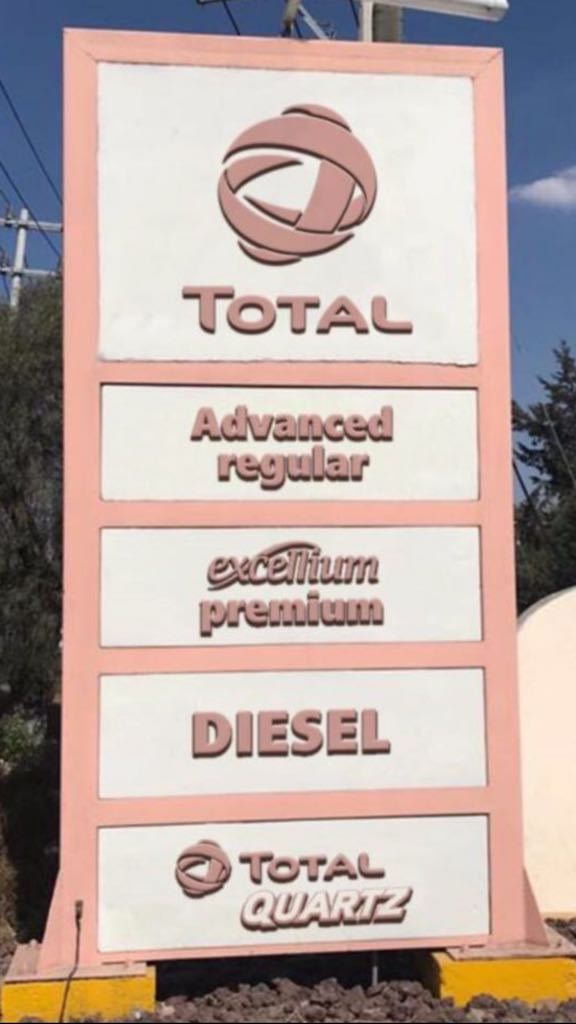 TOTAL
Advanced
regular
excellium
premium
DIESEL
TOTAL
QUARTZ